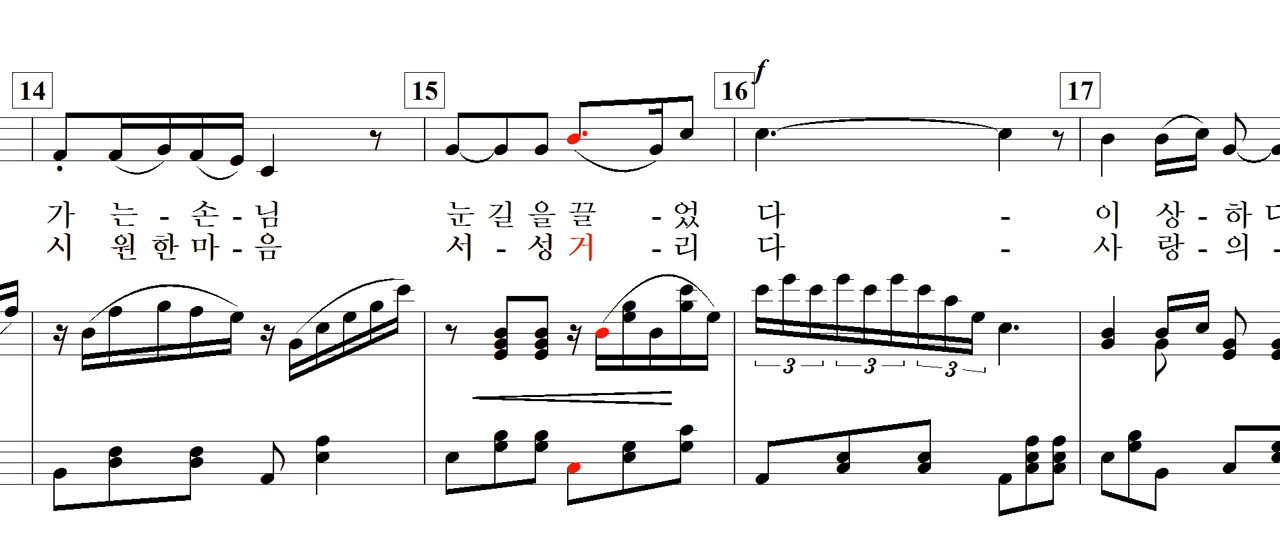 14 15 16 f 17
가 는 - 손 - 님 눈 길 을 끌 - 었 다 - 이 상 - 하
시 원 한 마 - 음 서 - 성 거 - 리 다 - 사 랑 - 의 -
3 3 3